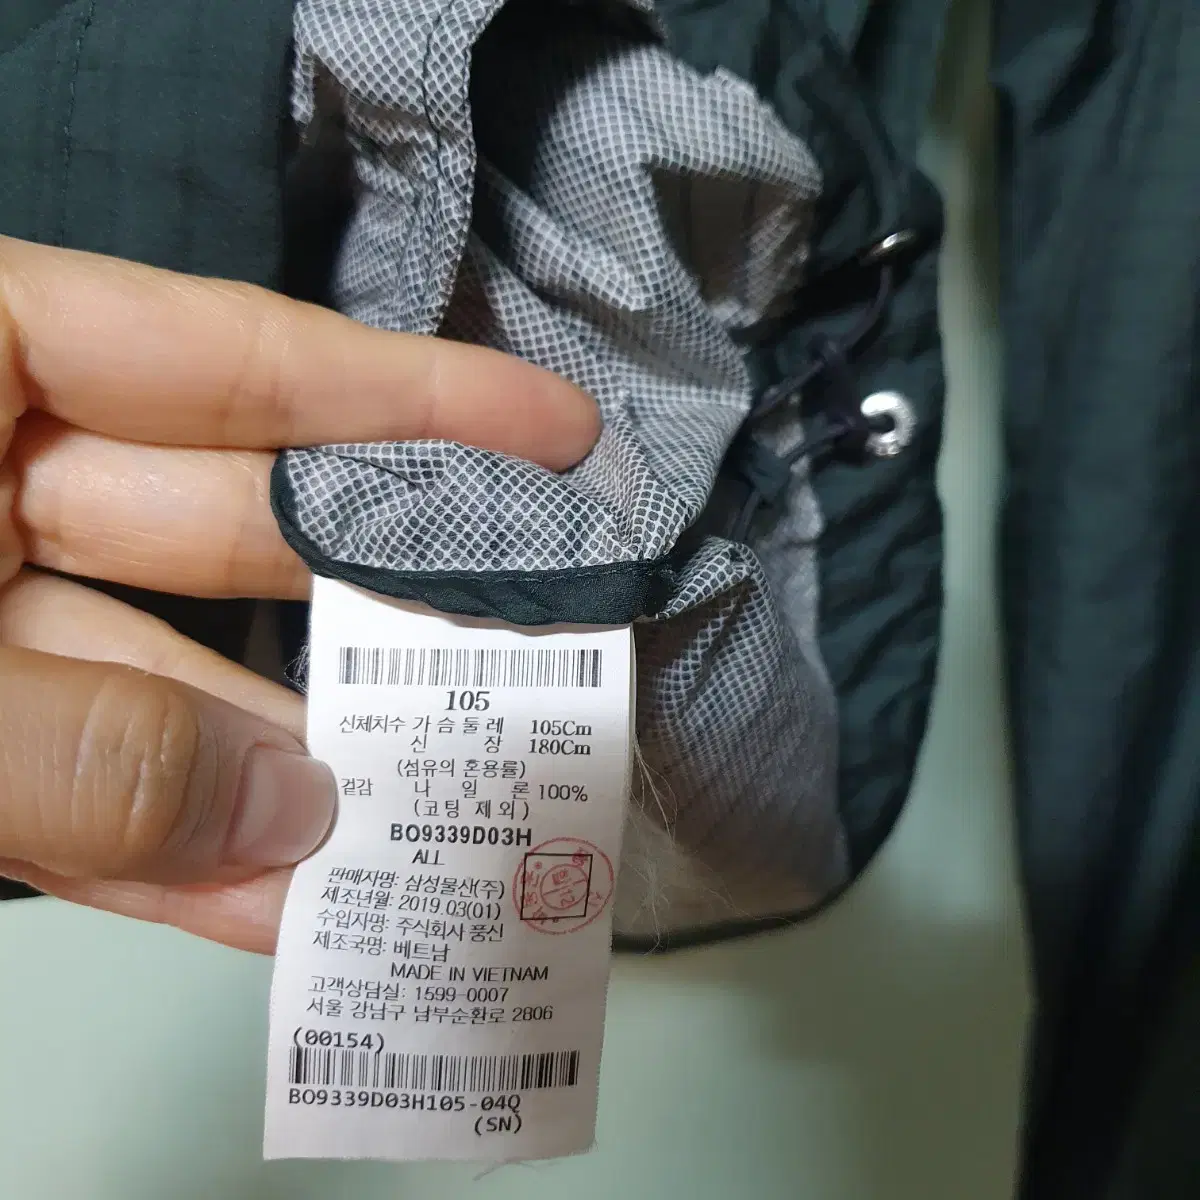 105
신체치수 가 슴 둘 레 105Cm
신 장 180Cm
(섬유의 혼용률)
겉감 나 일 론 100%
(코팅 제외)
BO9339D03H
ALL
판매자명: 삼성물산(주)
제조년월: 2019.03(01)
수입자명: 주식회사 풍신
제조국명: 베트남
MADE IN VIETNAM
고객상담실: 1599-0007
서울 강남구 남부순환로 2806
(00154)
BO9339D03H105-04Q
(SN)